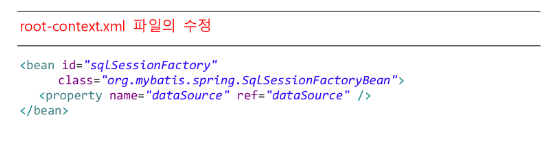 root-context.xml 파일의 수정
<bean id="sqlSessionFactory"
class="org.mybatis.spring.SqlSessionFactoryBean">
<property name="dataSource" ref="dataSource" />
</bean>